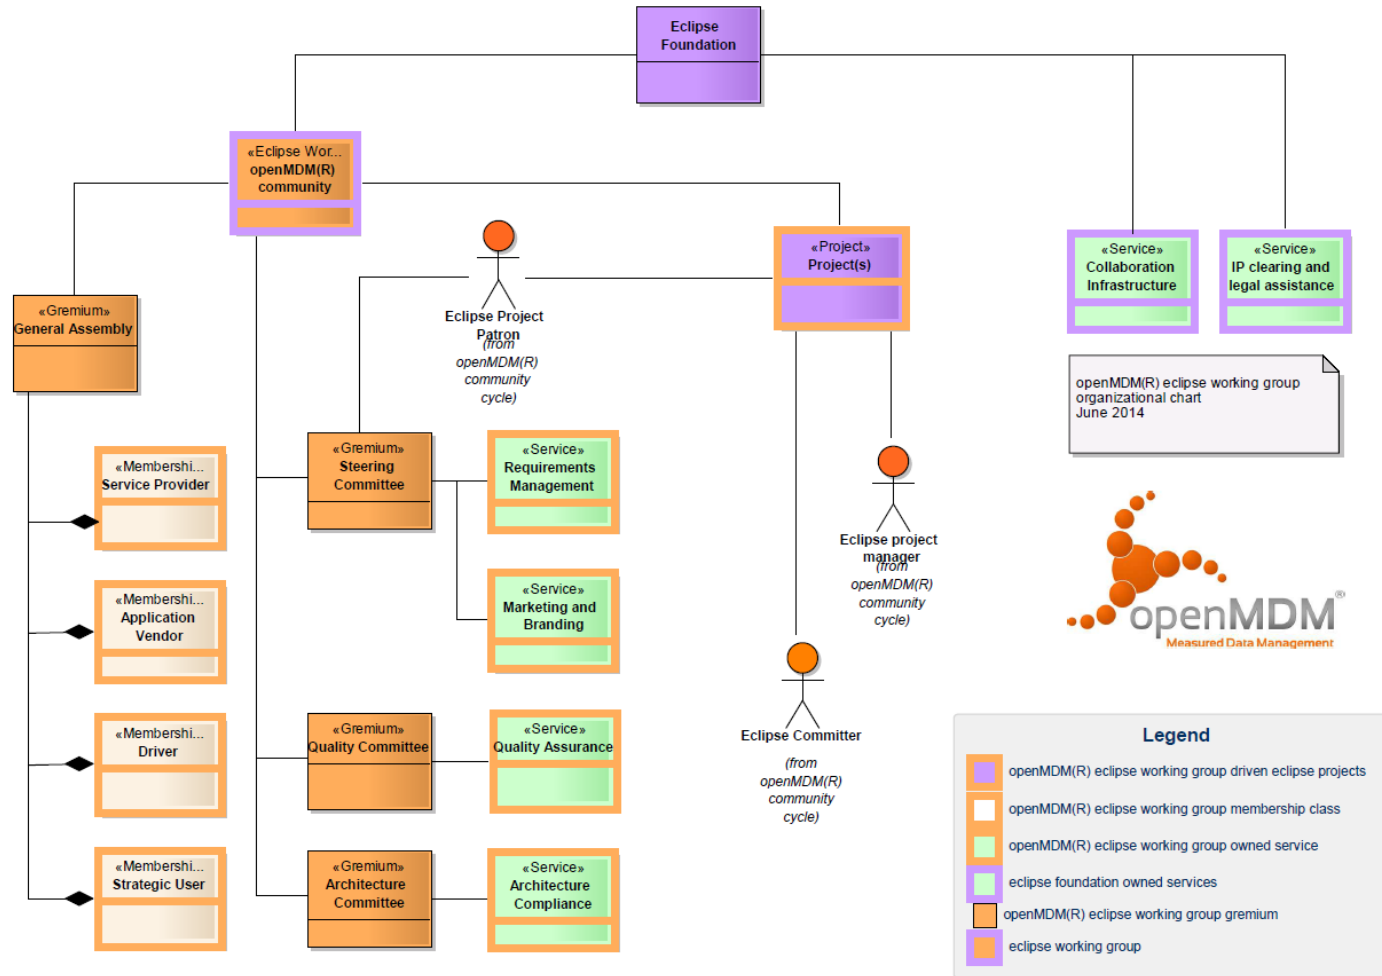 Eclipse
Foundation
«Eclipse Wor...
openMDM(R)
community
«Project»
Project(s)
«Service»
Collaboration
Infrastructure
«Service»
IP clearing and
legal assistance
«Gremium»
General Assembly
Eclipse Project
Patron
(from
openMDM(R)
community
cycle)
openMDM(R) eclipse working group
organizational chart
June 2014
«Membershi...
Service Provider
«Gremium»
Steering
Committee
«Service»
Requirements
Management
Eclipse project
manager
(from
openMDM(R)
community
cycle)
«Membershi...
Application
Vendor
«Service»
Marketing and
Branding
openMDM®
Measured Data Management
«Membershi...
Driver
«Gremium»
Quality Committee
«Service»
Quality Assurance
Eclipse Committer
(from
openMDM(R)
community
cycle)
«Membershi...
Strategic User
«Gremium»
Architecture
Committee
«Service»
Architecture
Compliance
Legend
openMDM(R) eclipse working group driven eclipse projects
openMDM(R) eclipse working group membership class
openMDM(R) eclipse working group owned service
eclipse foundation owned services
openMDM(R) eclipse working group gremium
eclipse working group